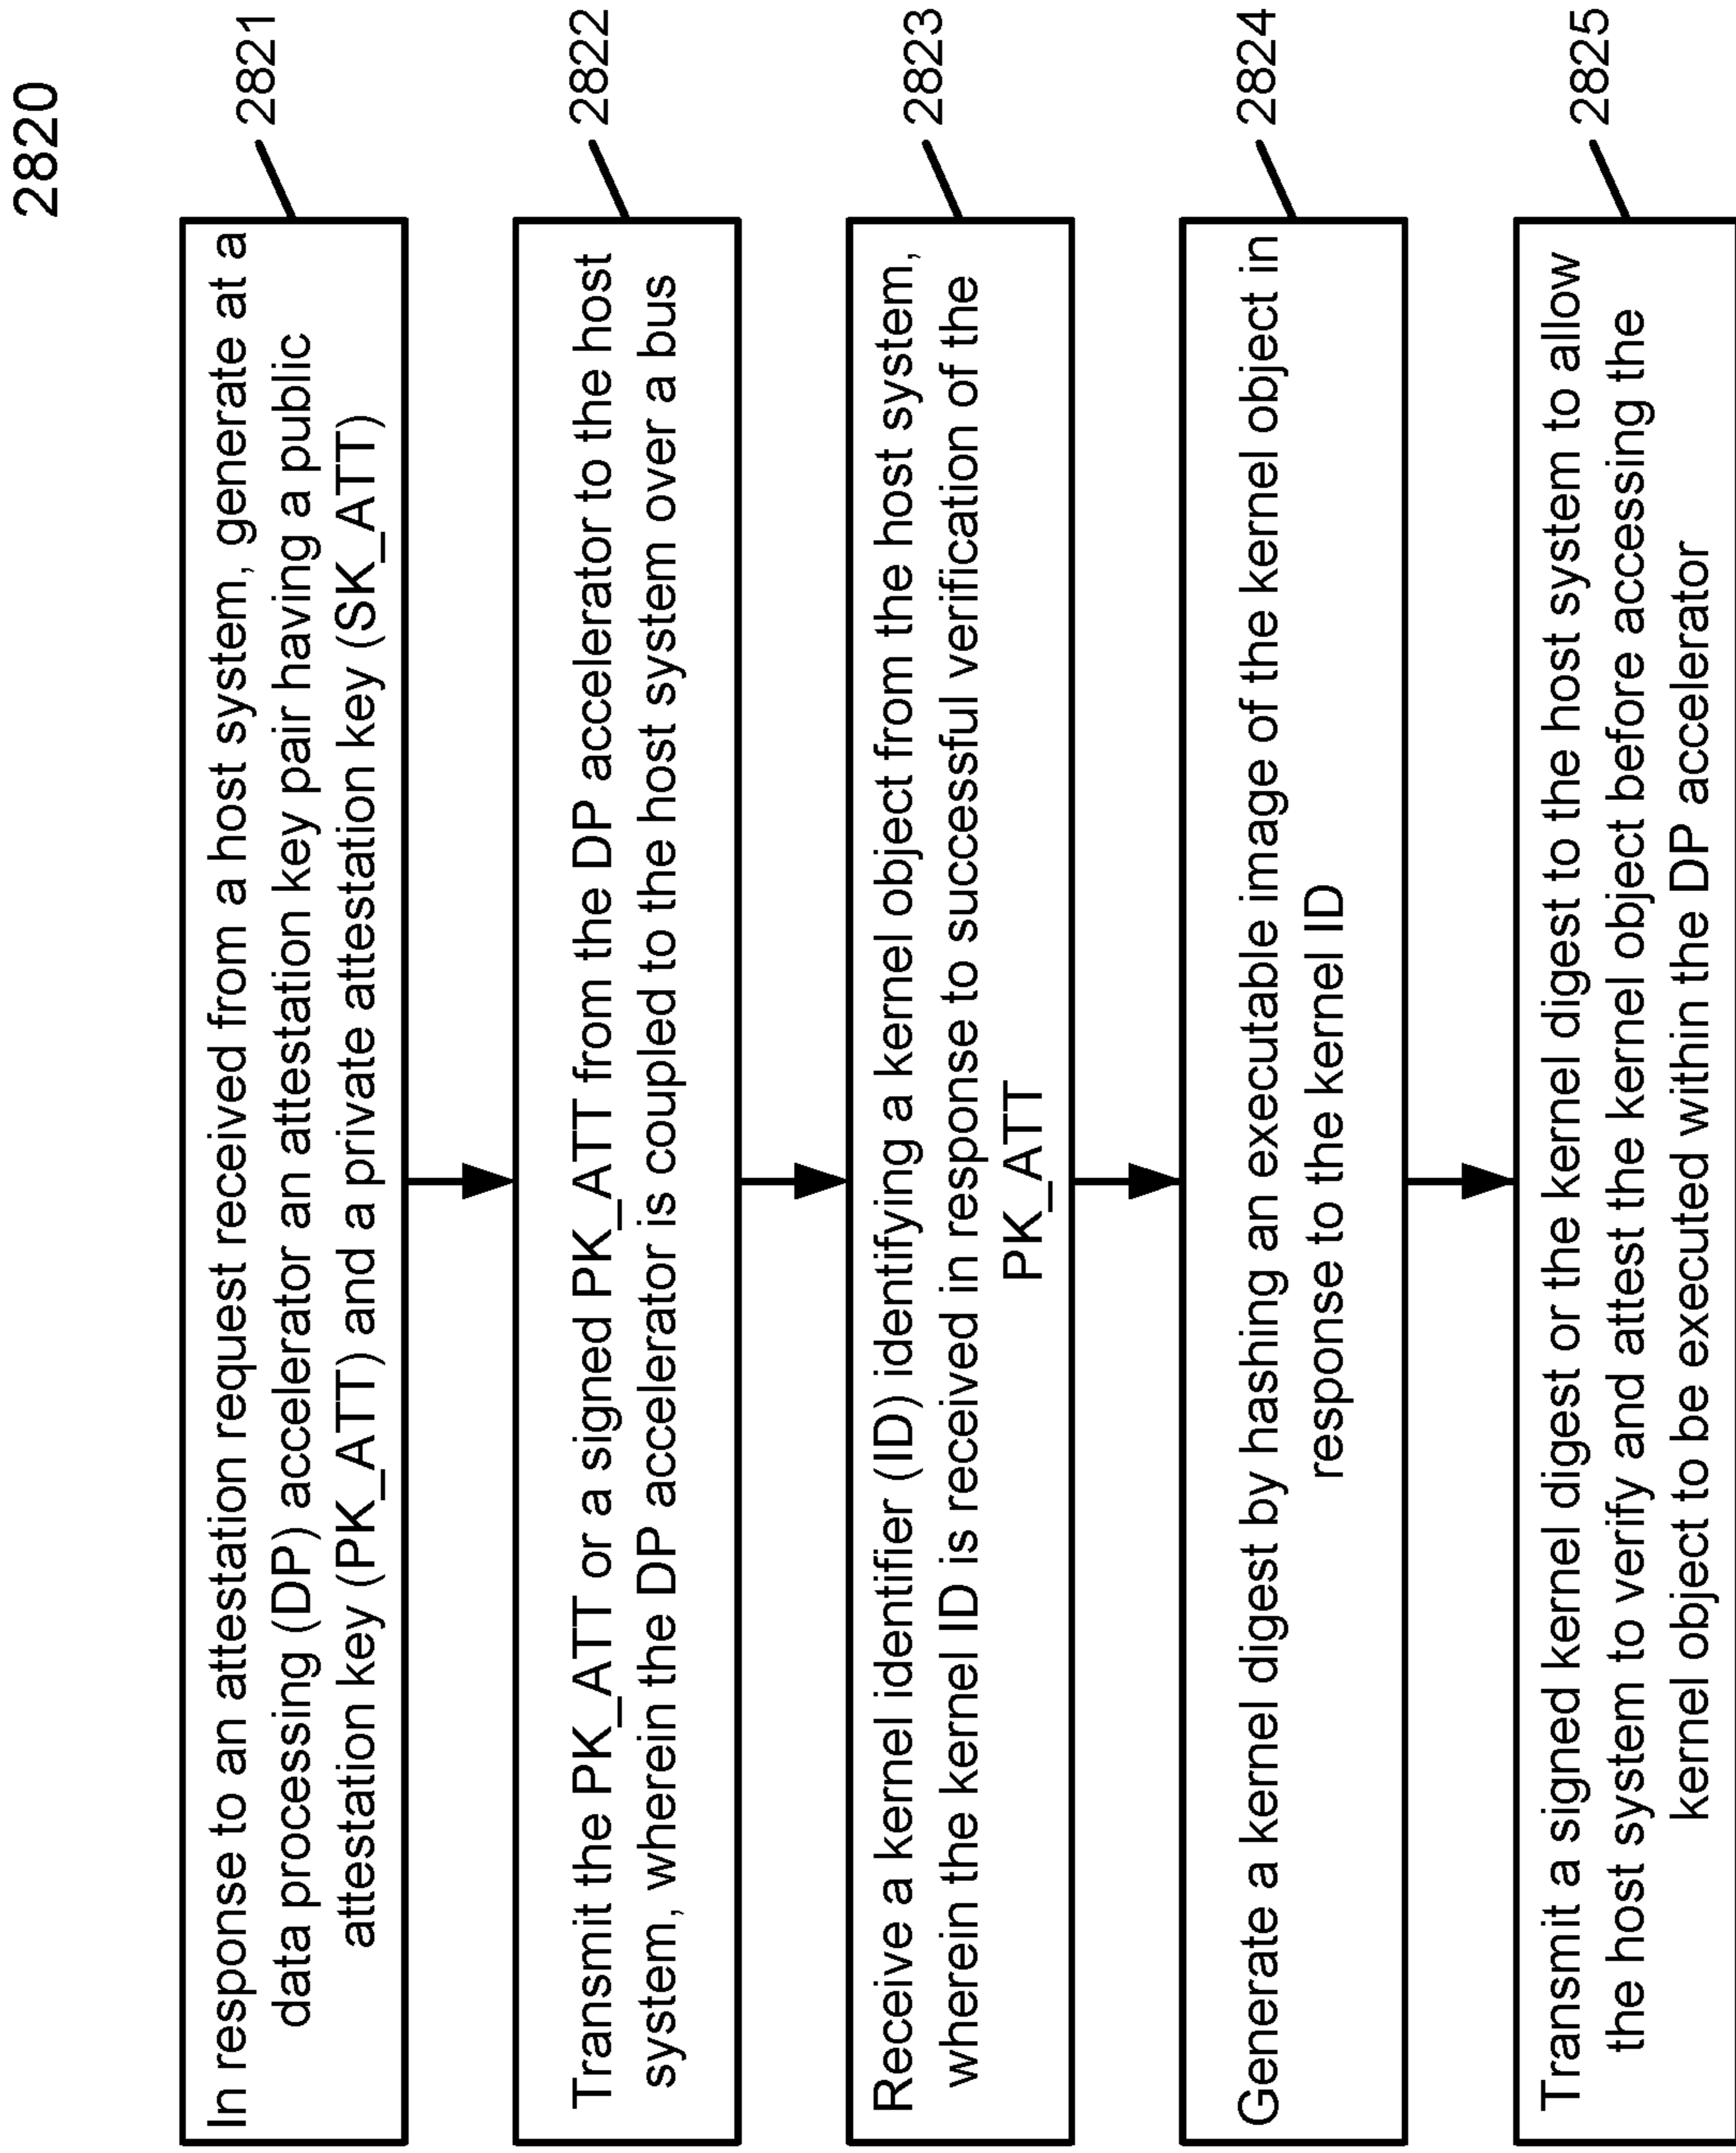 2820
In response to an attestation request received from a host system, generate at a
data processing (DP) accelerator an attestation key pair having a public
attestation key (PK_ATT) and a private attestation key (SK_ATT)
2821
Transmit the PK_ATT or a signed PK_ATT from the DP accelerator to the host
system, wherein the DP accelerator is coupled to the host system over a bus
2822
Receive a kernel identifier (ID) identifying a kernel object from the host system,
wherein the kernel ID is received in response to successful verification of the
PK_ATT
2823
Generate a kernel digest by hashing an executable image of the kernel object in
response to the kernel ID
2824
Transmit a signed kernel digest or the kernel digest to the host system to allow
the host system to verify and attest the kernel object before accessing the
kernel object to be executed within the DP accelerator
2825